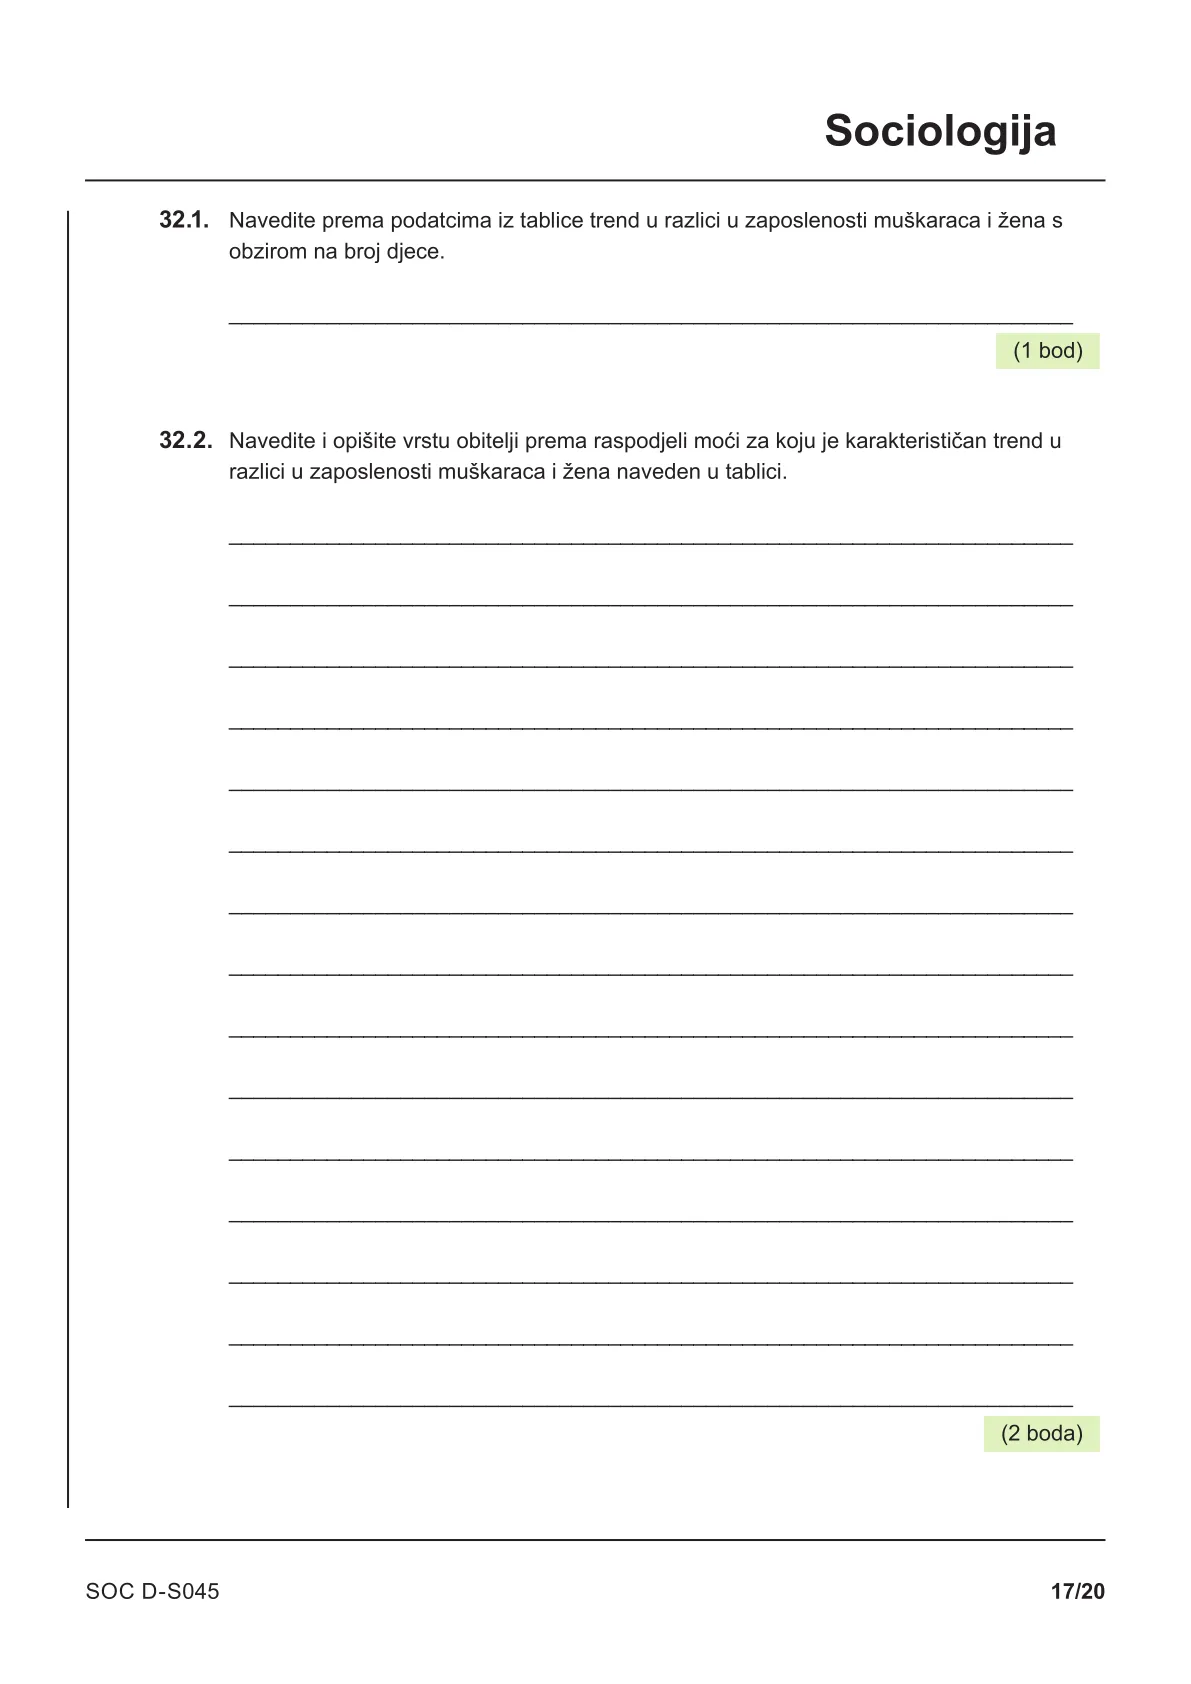 Sociologija
32.1. Navedite prema podatcima iz tablice trend u razlici u zaposlenosti muškaraca i žena s
obzirom na broj djece.
(1 bod)
32.2. Navedite i opišite vrstu obitelji prema raspodjeli moći za koju je karakterističan trend u
razlici u zaposlenosti muškaraca i žena naveden u tablici.
(2 boda)
SOC D-S045
17/20